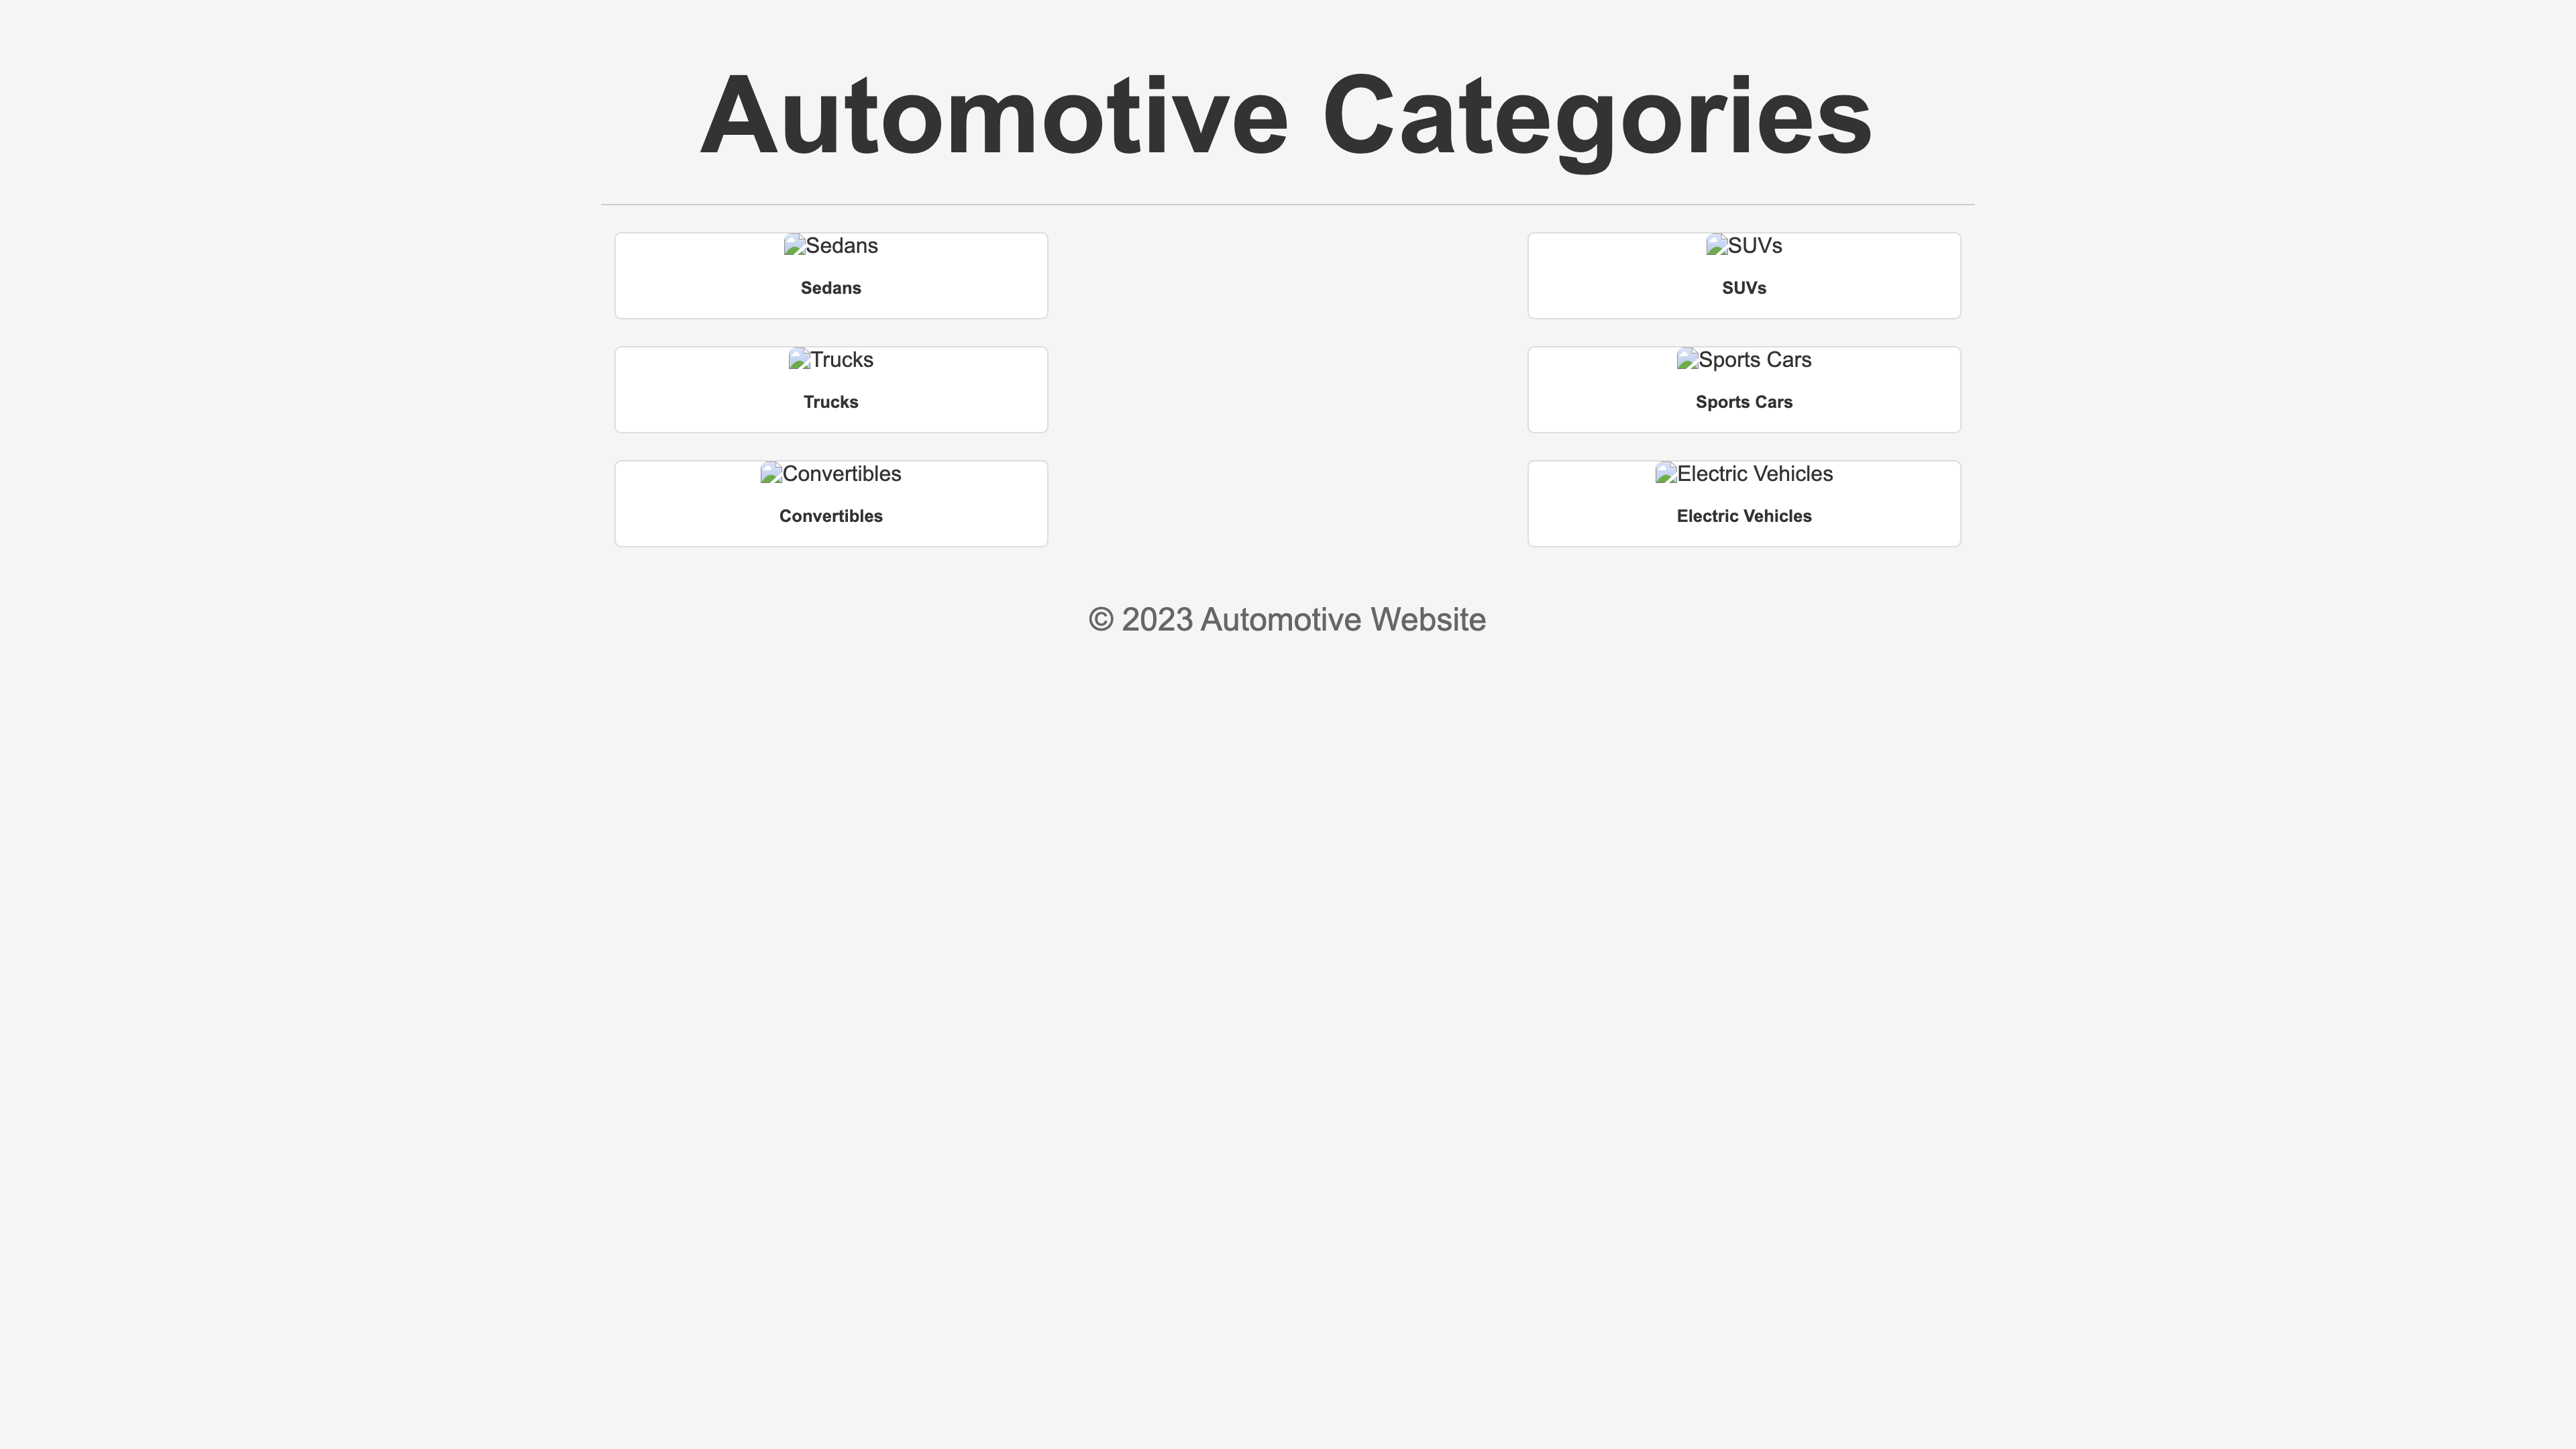 Automotive Categories
Sedans
Sedans
SUVs
SUVs
Trucks
Trucks
Sports Cars
Sports Cars
Convertibles
Convertibles
Electric Vehicles
Electric Vehicles
© 2023 Automotive Website